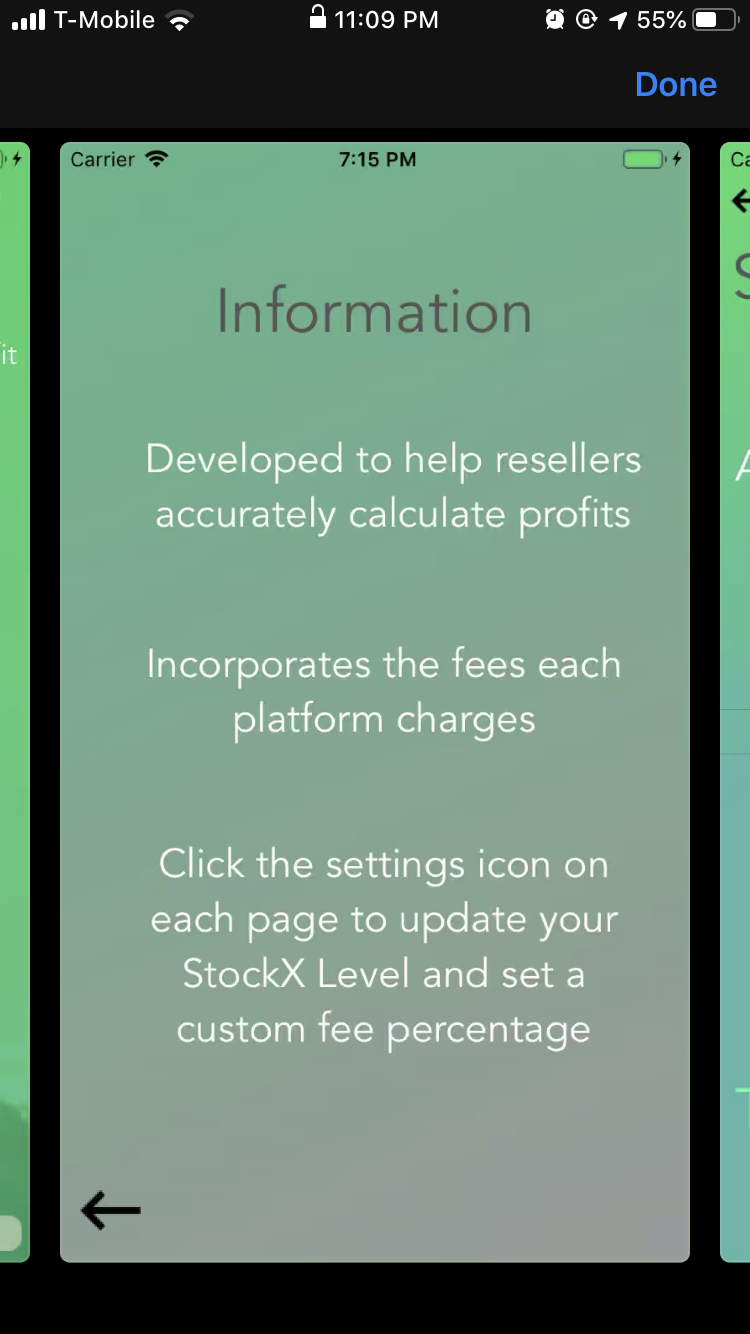 T-Mobile 11:09 PM 55%
Done
Carrier 7:15 PM
Information
it
Developed to help resellers
accurately calculate profits
Incorporates the fees each
platform charges
Click the settings icon on
each page to update your
StockX Level and set a
custom fee percentage